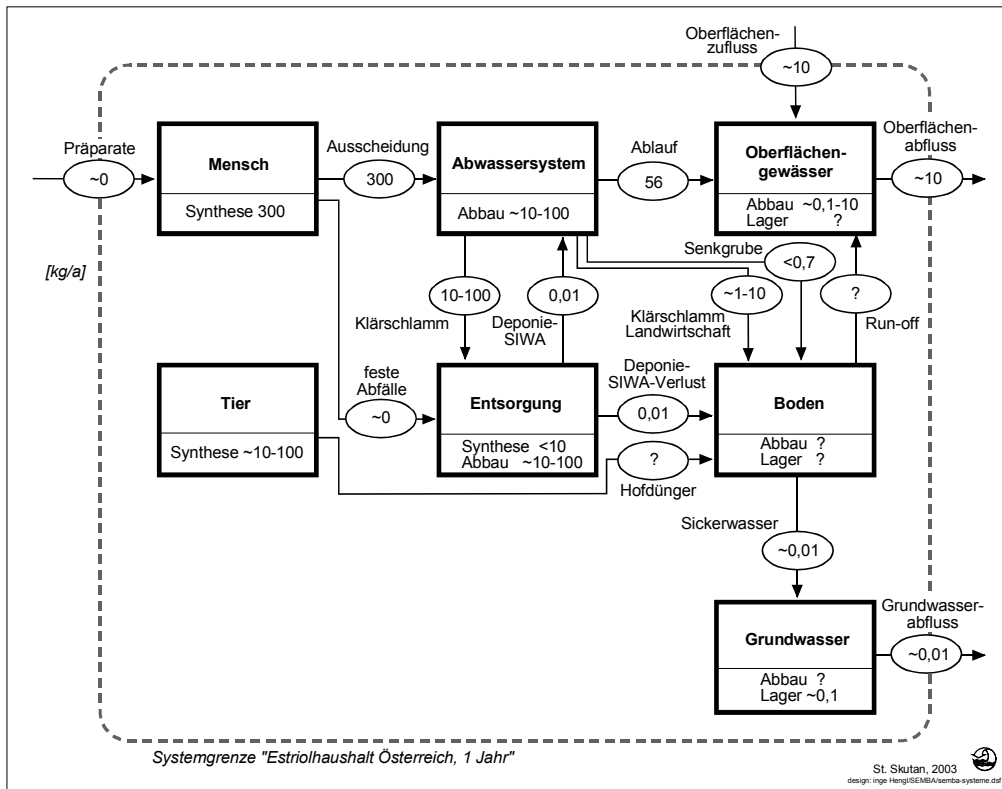 Oberflächen-
zufluss
~10
Präparate
~0
Mensch
Synthese 300
Ausscheidung
300
Abwassersystem
Abbau ~10-100
Ablauf
56
Oberflächen-
gewässer
Abbau ~0,1-10
Lager ?
Oberflächen-
abfluss
~10
[kg/a]
10-100
Klärschlamm
0,01
Deponie-
SIWA
Senkgrube
<0,7
~1-10
Klärschlamm
Landwirtschaft
?
Run-off
Tier
Synthese ~10-100
feste
Abfälle
~0
Entsorgung
Synthese <10
Abbau ~10-100
Deponie-
SIWA-Verlust
0,01
?
Hofdünger
Boden
Abbau ?
Lager ?
Sickerwasser
~0,01
Grundwasser
Abbau ?
Lager ~0,1
Grundwasser-
abfluss
~0,01
Systemgrenze "Estriolhaushalt Österreich, 1 Jahr"
St. Skutan, 2003
design: inge Hengl/SEMBA/semba-systeme.dsf